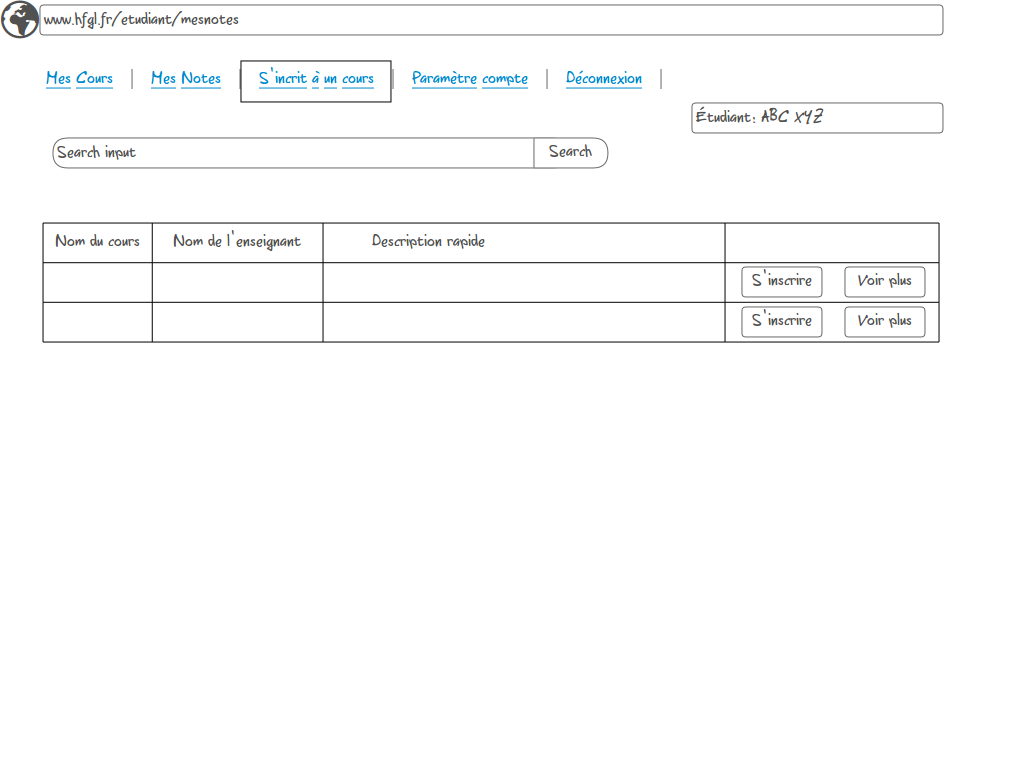 www.hfgl.fr/etudiant/mesnotes
Mes Cours | Mes Notes | S'incrit à un cours | Paramètre compte | Déconnexion |
Étudiant: ABC XYZ
Search input Search
Nom du cours Nom de l'enseignant Description rapide
S'inscrire Voir plus
S'inscrire Voir plus